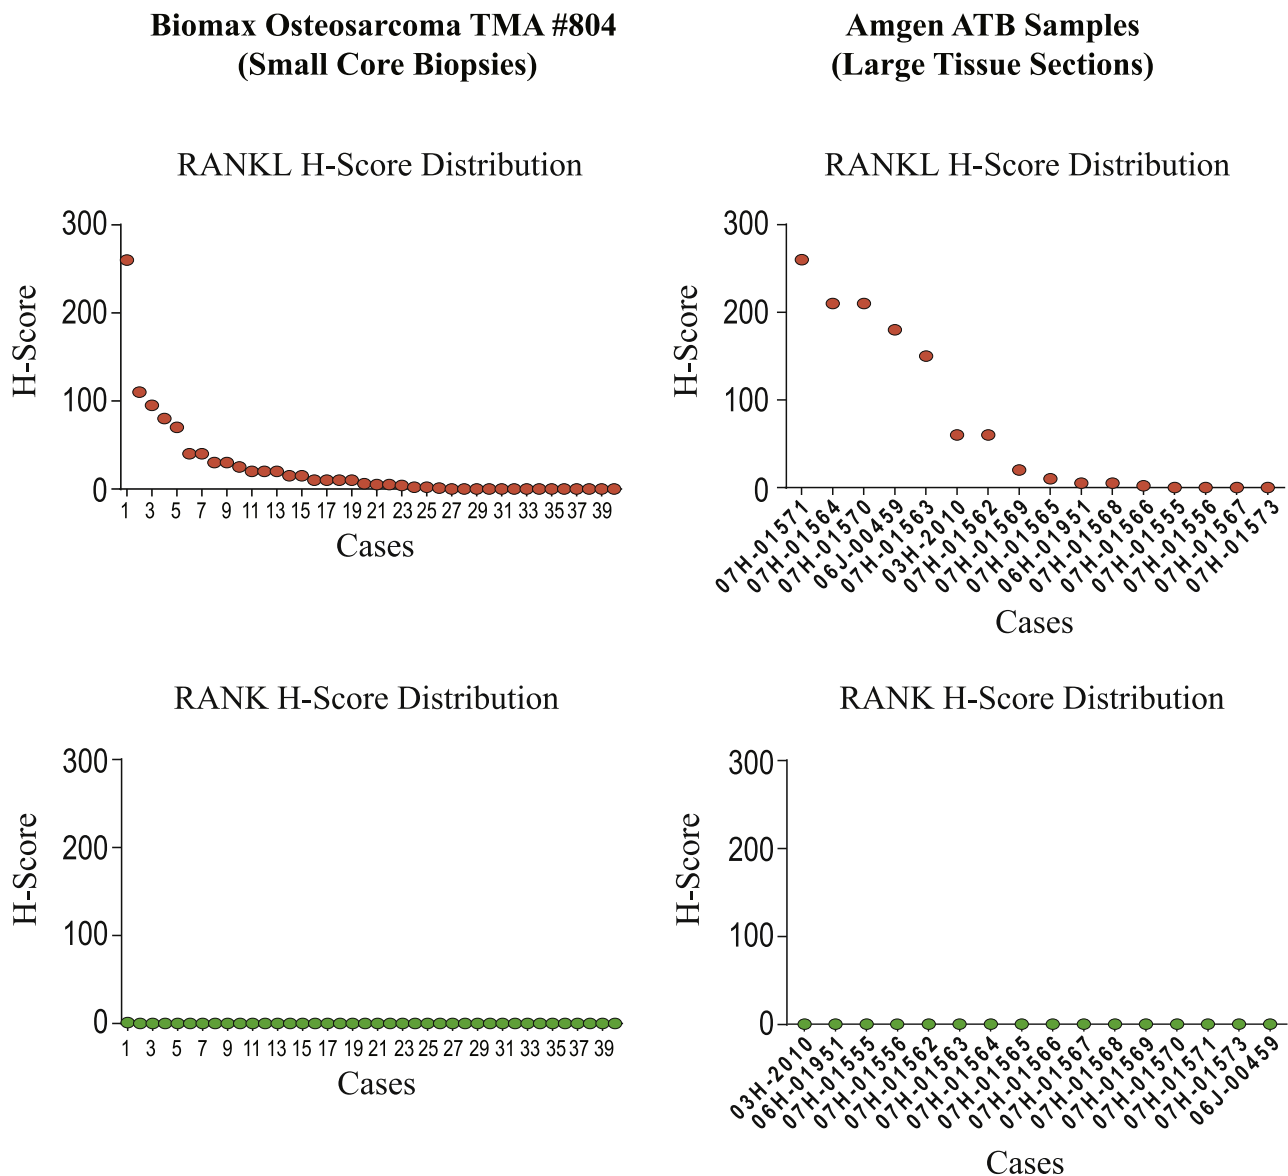 Biomax Osteosarcoma TMA #804
(Small Core Biopsies)
Amgen ATB Samples
(Large Tissue Sections)
RANKL H-Score Distribution
H-Score
300
200
100
0
1 3 5 7 9 11 13 15 17 19 21 23 25 27 29 31 33 35 37 39
Cases
RANKL H-Score Distribution
H-Score
300
200
100
0
07H-01571
07H-01564
07H-01570
06J-00459
07H-01563
03H-2010
07H-01562
07H-01569
07H-01565
06H-01951
07H-01568
07H-01566
07H-01555
07H-01556
07H-01567
07H-01573
Cases
RANK H-Score Distribution
H-Score
300
200
100
0
1 3 5 7 9 11 13 15 17 19 21 23 25 27 29 31 33 35 37 39
Cases
RANK H-Score Distribution
H-Score
300
200
100
0
03H-2010
06H-01951
07H-01555
07H-01556
07H-01562
07H-01563
07H-01564
07H-01565
07H-01566
07H-01567
07H-01568
07H-01569
07H-01570
07H-01571
07H-01573
06J-00459
Cases